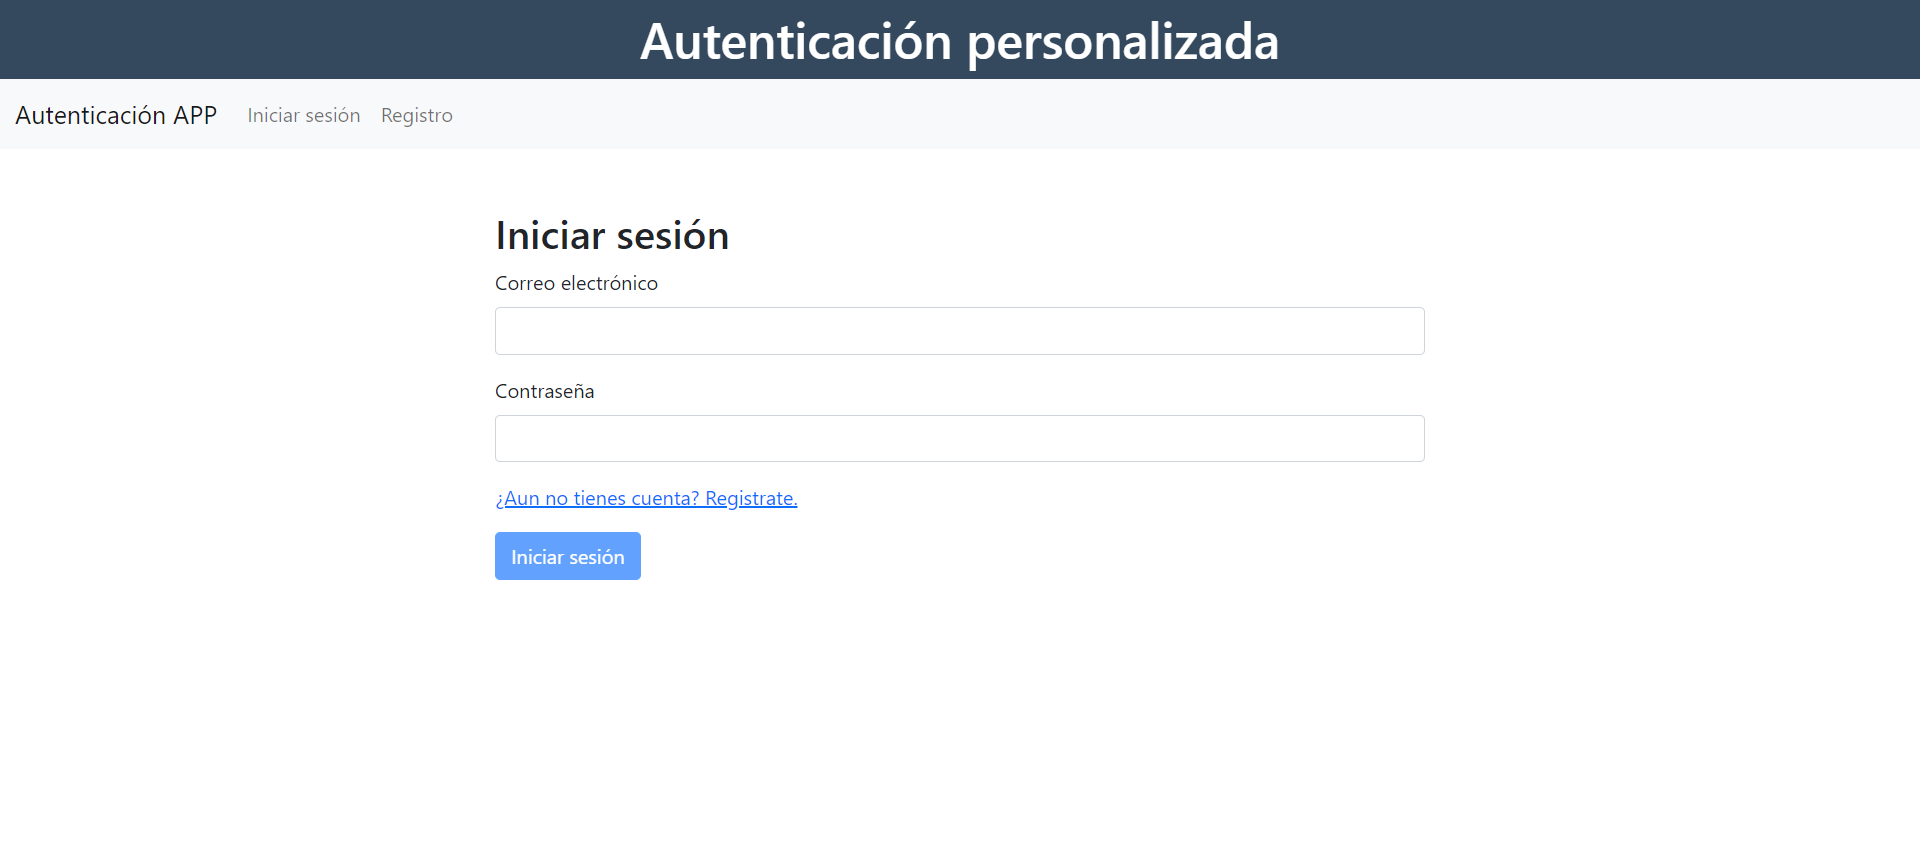 Autenticación personalizada
Autenticación APP Iniciar sesión Registro
Iniciar sesión
Correo electrónico
Contraseña
¿Aun no tienes cuenta? Registrate.
Iniciar sesión